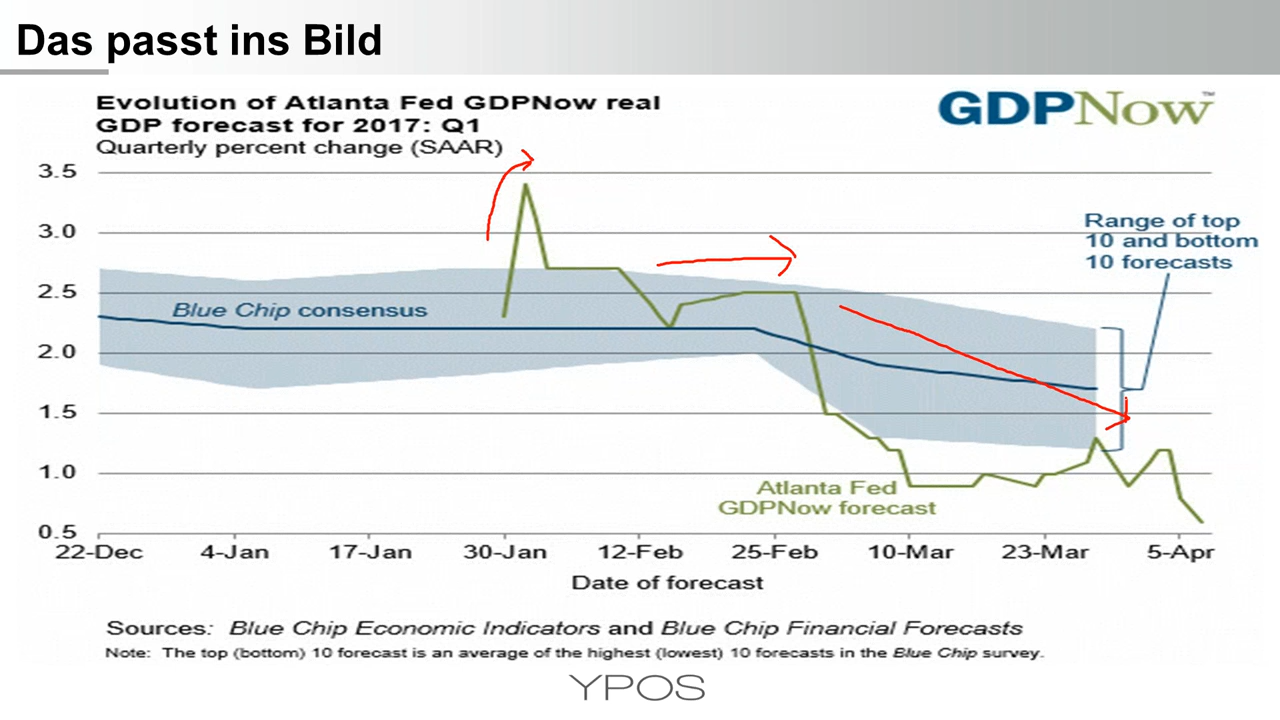 Das passt ins Bild
Evolution of Atlanta Fed GDPNow real
GDP forecast for 2017: Q1
Quarterly percent change (SAAR)
GDPNow™
3.5
3.0
2.5
2.0
1.5
1.0
0.5
Range of top
10 and bottom
10 forecasts
Blue Chip consensus
Atlanta Fed
GDPNow forecast
22-Dec 4-Jan 17-Jan 30-Jan 12-Feb 25-Feb 10-Mar 23-Mar 5-Apr
Date of forecast
Sources: Blue Chip Economic Indicators and Blue Chip Financial Forecasts
Note: The top (bottom) 10 forecast is an average of the highest (lowest) 10 forecasts in the Blue Chip survey.
YPOS